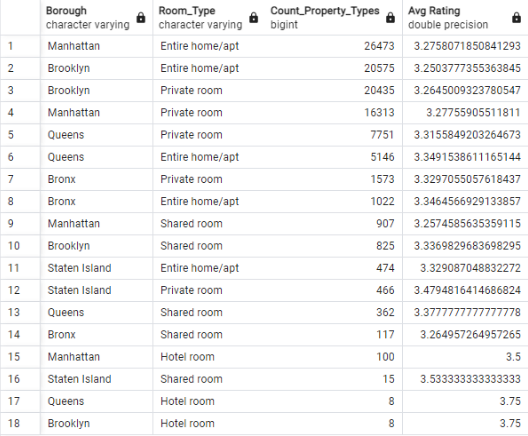 Borough Room_Type Count_Property_Types Avg Rating
character varying character varying bigint double precision
1 Manhattan Entire home/apt 26473 3.2758071850841293
2 Brooklyn Entire home/apt 20575 3.2503777355363845
3 Brooklyn Private room 20435 3.2645009323780547
4 Manhattan Private room 16313 3.27755905511811
5 Queens Private room 7751 3.3155849203264673
6 Queens Entire home/apt 5146 3.3491538611165144
7 Bronx Private room 1573 3.3297055057618437
8 Bronx Entire home/apt 1022 3.3464566929133857
9 Manhattan Shared room 907 3.2574585635359115
10 Brooklyn Shared room 825 3.3369829683698295
11 Staten Island Entire home/apt 474 3.329087048832272
12 Staten Island Private room 466 3.4794816414686824
13 Queens Shared room 362 3.3777777777777778
14 Bronx Shared room 117 3.264957264957265
15 Manhattan Hotel room 100 3.5
16 Staten Island Shared room 15 3.533333333333333
17 Queens Hotel room 8 3.75
18 Brooklyn Hotel room 8 3.75